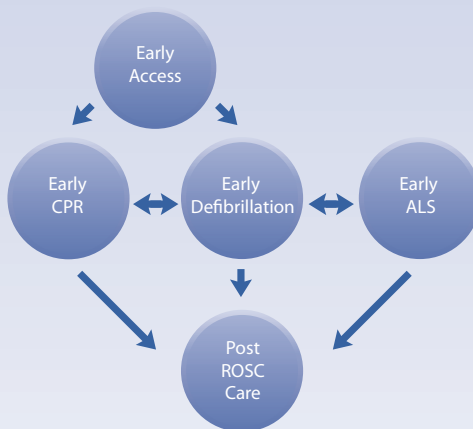 Early
Access
Early
CPR
Early
Defibrillation
Early
ALS
Post
ROSC
Care